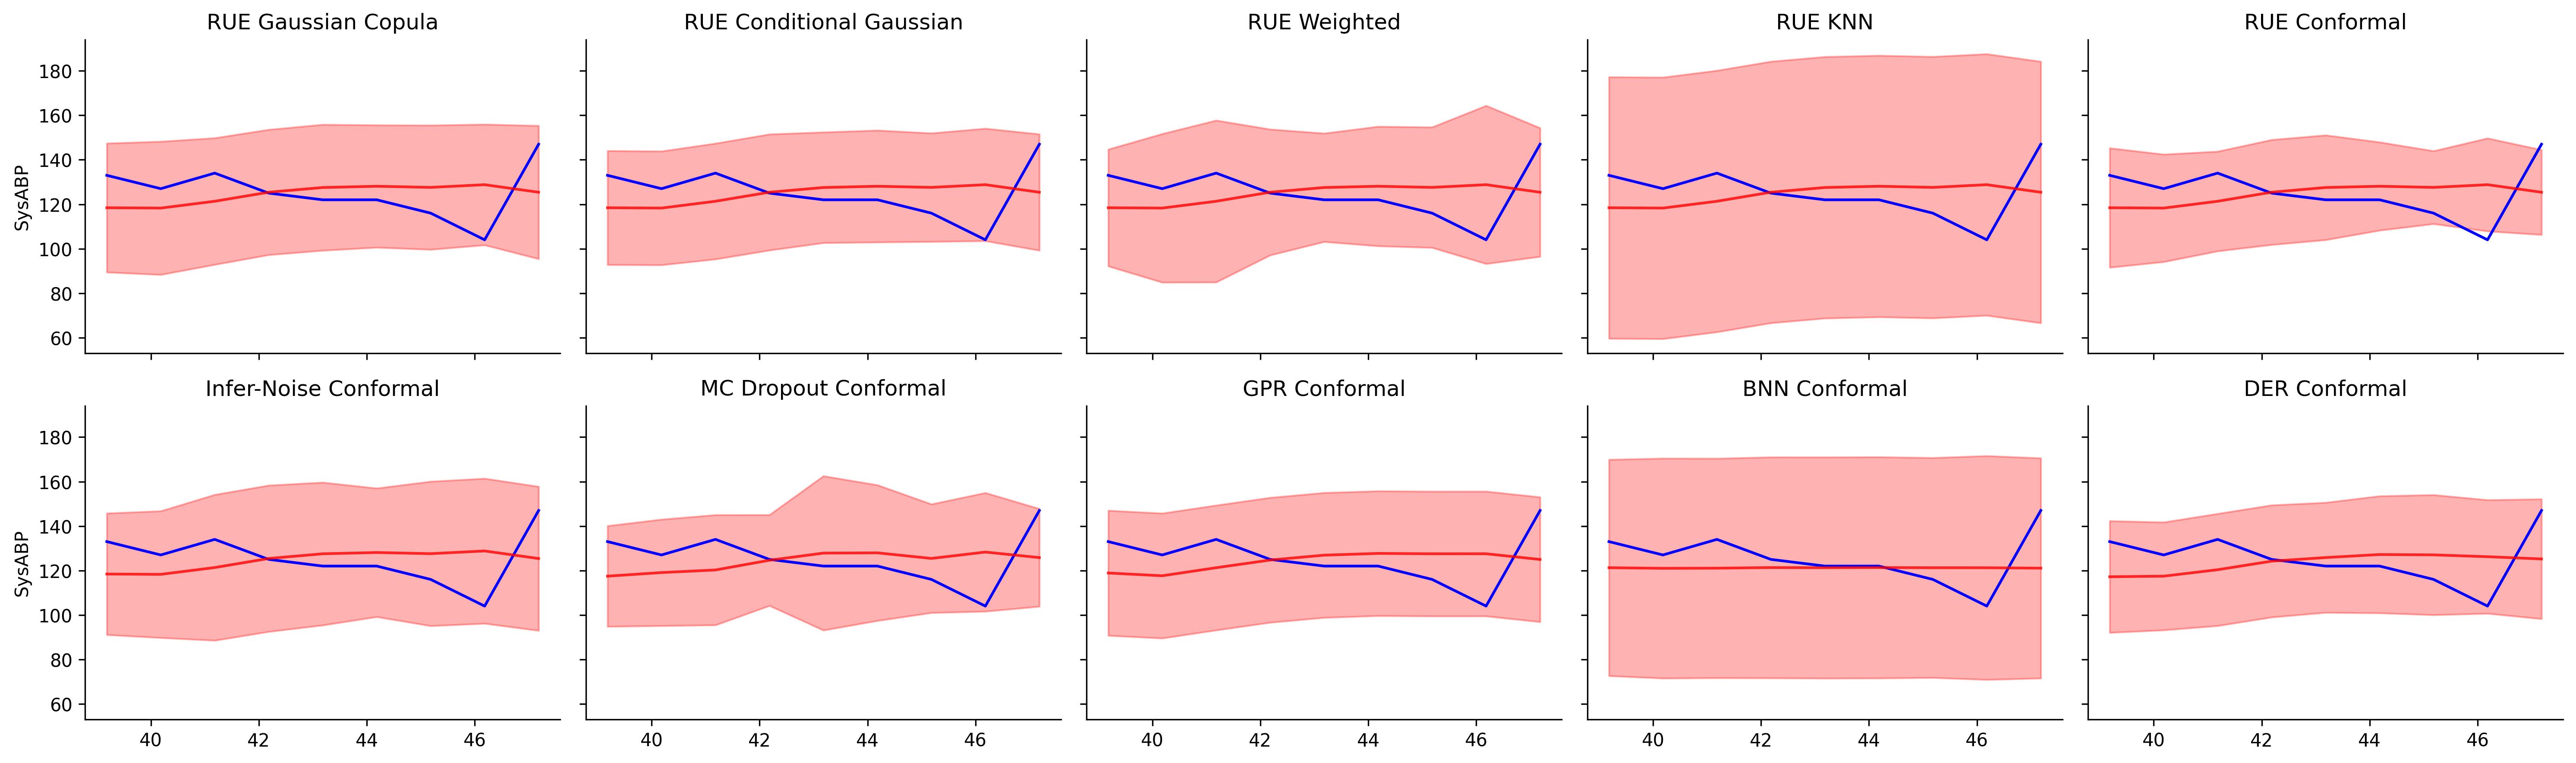 RUE Gaussian Copula
RUE Conditional Gaussian
RUE Weighted
RUE KNN
RUE Conformal
SysABP
180
160
140
120
100
80
60
Infer-Noise Conformal
MC Dropout Conformal
GPR Conformal
BNN Conformal
DER Conformal
SysABP
180
160
140
120
100
80
60
40 42 44 46
40 42 44 46
40 42 44 46
40 42 44 46
40 42 44 46